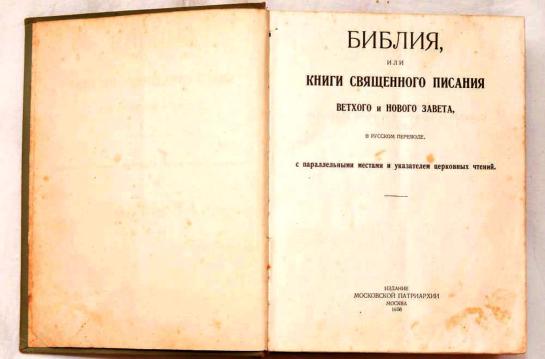 БИБЛИЯ,
ИЛИ
КНИГИ СВЯЩЕННОГО ПИСАНИЯ
ВЕТХОГО и НОВОГО ЗАВЕТА,
В РУССКОМ ПЕРЕВОДЕ,
с параллельными местами и указателем церковных чтений.
ИЗДАНИЕ
МОСКОВСКОЙ ПАТРИАРХИИ
МОСКВА
1956